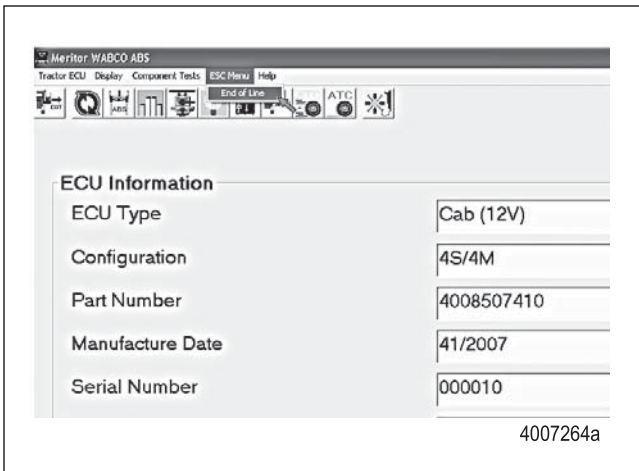 Meritor WABCO ABS
Tractor ECU Display Component Tests ESC Menu Help
End of Line
ABS
ATC
ECU Information
ECU Type
Cab (12V)
Configuration
4S/4M
Part Number
4008507410
Manufacture Date
41/2007
Serial Number
000010
4007264a